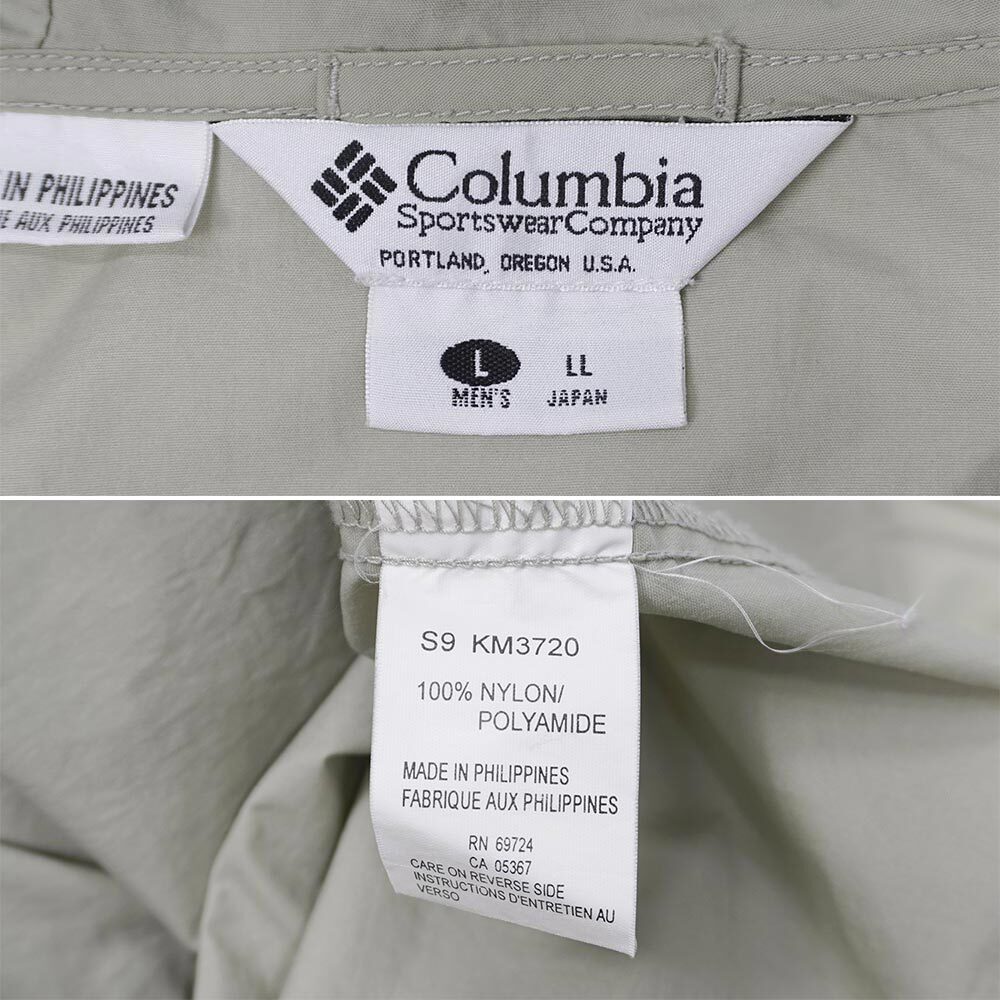 IN PHILIPPINES
AUX PHILIPPINES
Columbia
SportswearCompany
PORTLAND, OREGON U.S.A.
L LL
MEN'S JAPAN
S9 KM3720
100% NYLON/
POLYAMIDE
MADE IN PHILIPPINES
FABRIQUE AUX PHILIPPINES
RN 69724
CA 05367
CARE ON REVERSE SIDE
INSTRUCTIONS D'ENTRETIEN AU
VERSO